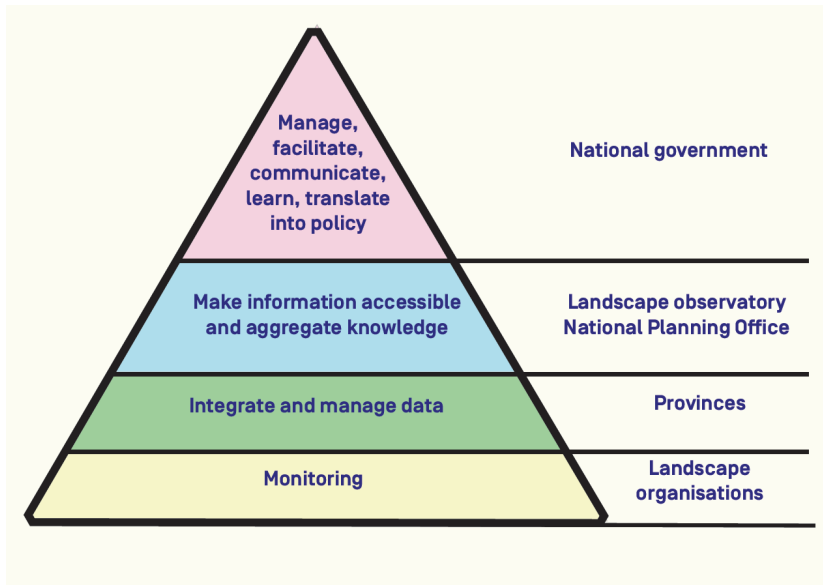 Manage,
facilitate,
communicate,
learn, translate
into policy
National government
Make information accessible
and aggregate knowledge
Landscape observatory
National Planning Office
Integrate and manage data
Provinces
Monitoring
Landscape
organisations